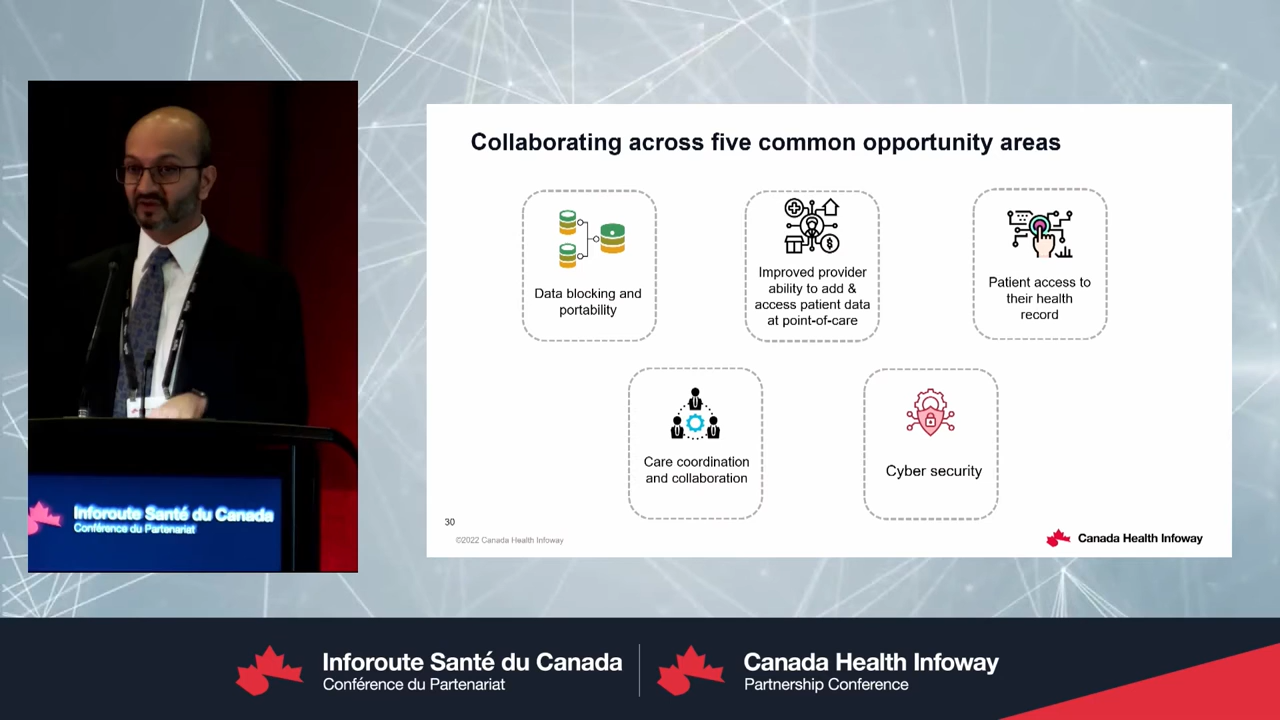 Collaborating across five common opportunity areas
Data blocking and
portability
Improved provider
ability to add &
access patient data
at point-of-care
Patient access to
their health
record
Care coordination
and collaboration
Cyber security
30
©2022 Canada Health Infoway
Canada Health Infoway
Inforoute Santé du Canada
Conférence du Partenariat
Inforoute Santé du Canada
Conférence du Partenariat
Canada Health Infoway
Partnership Conference